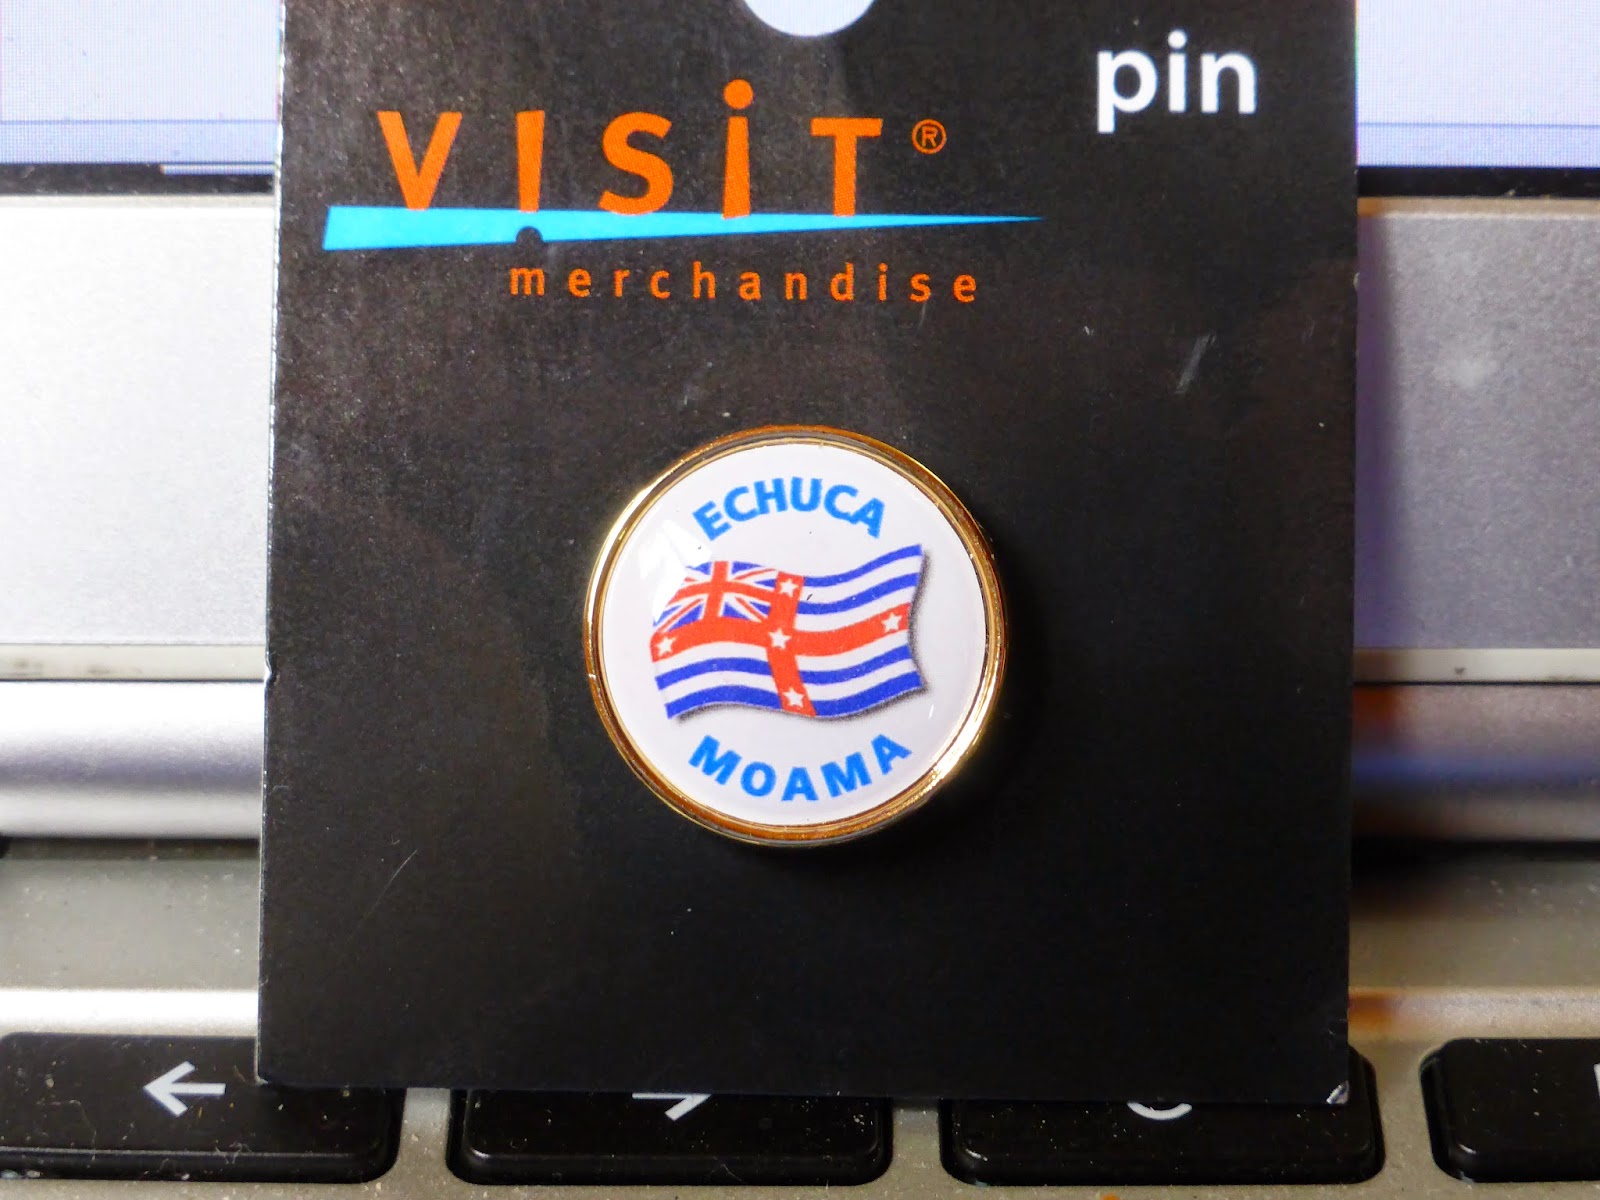 pin
VISIT®
merchandise
ECHUCA
MOAMA